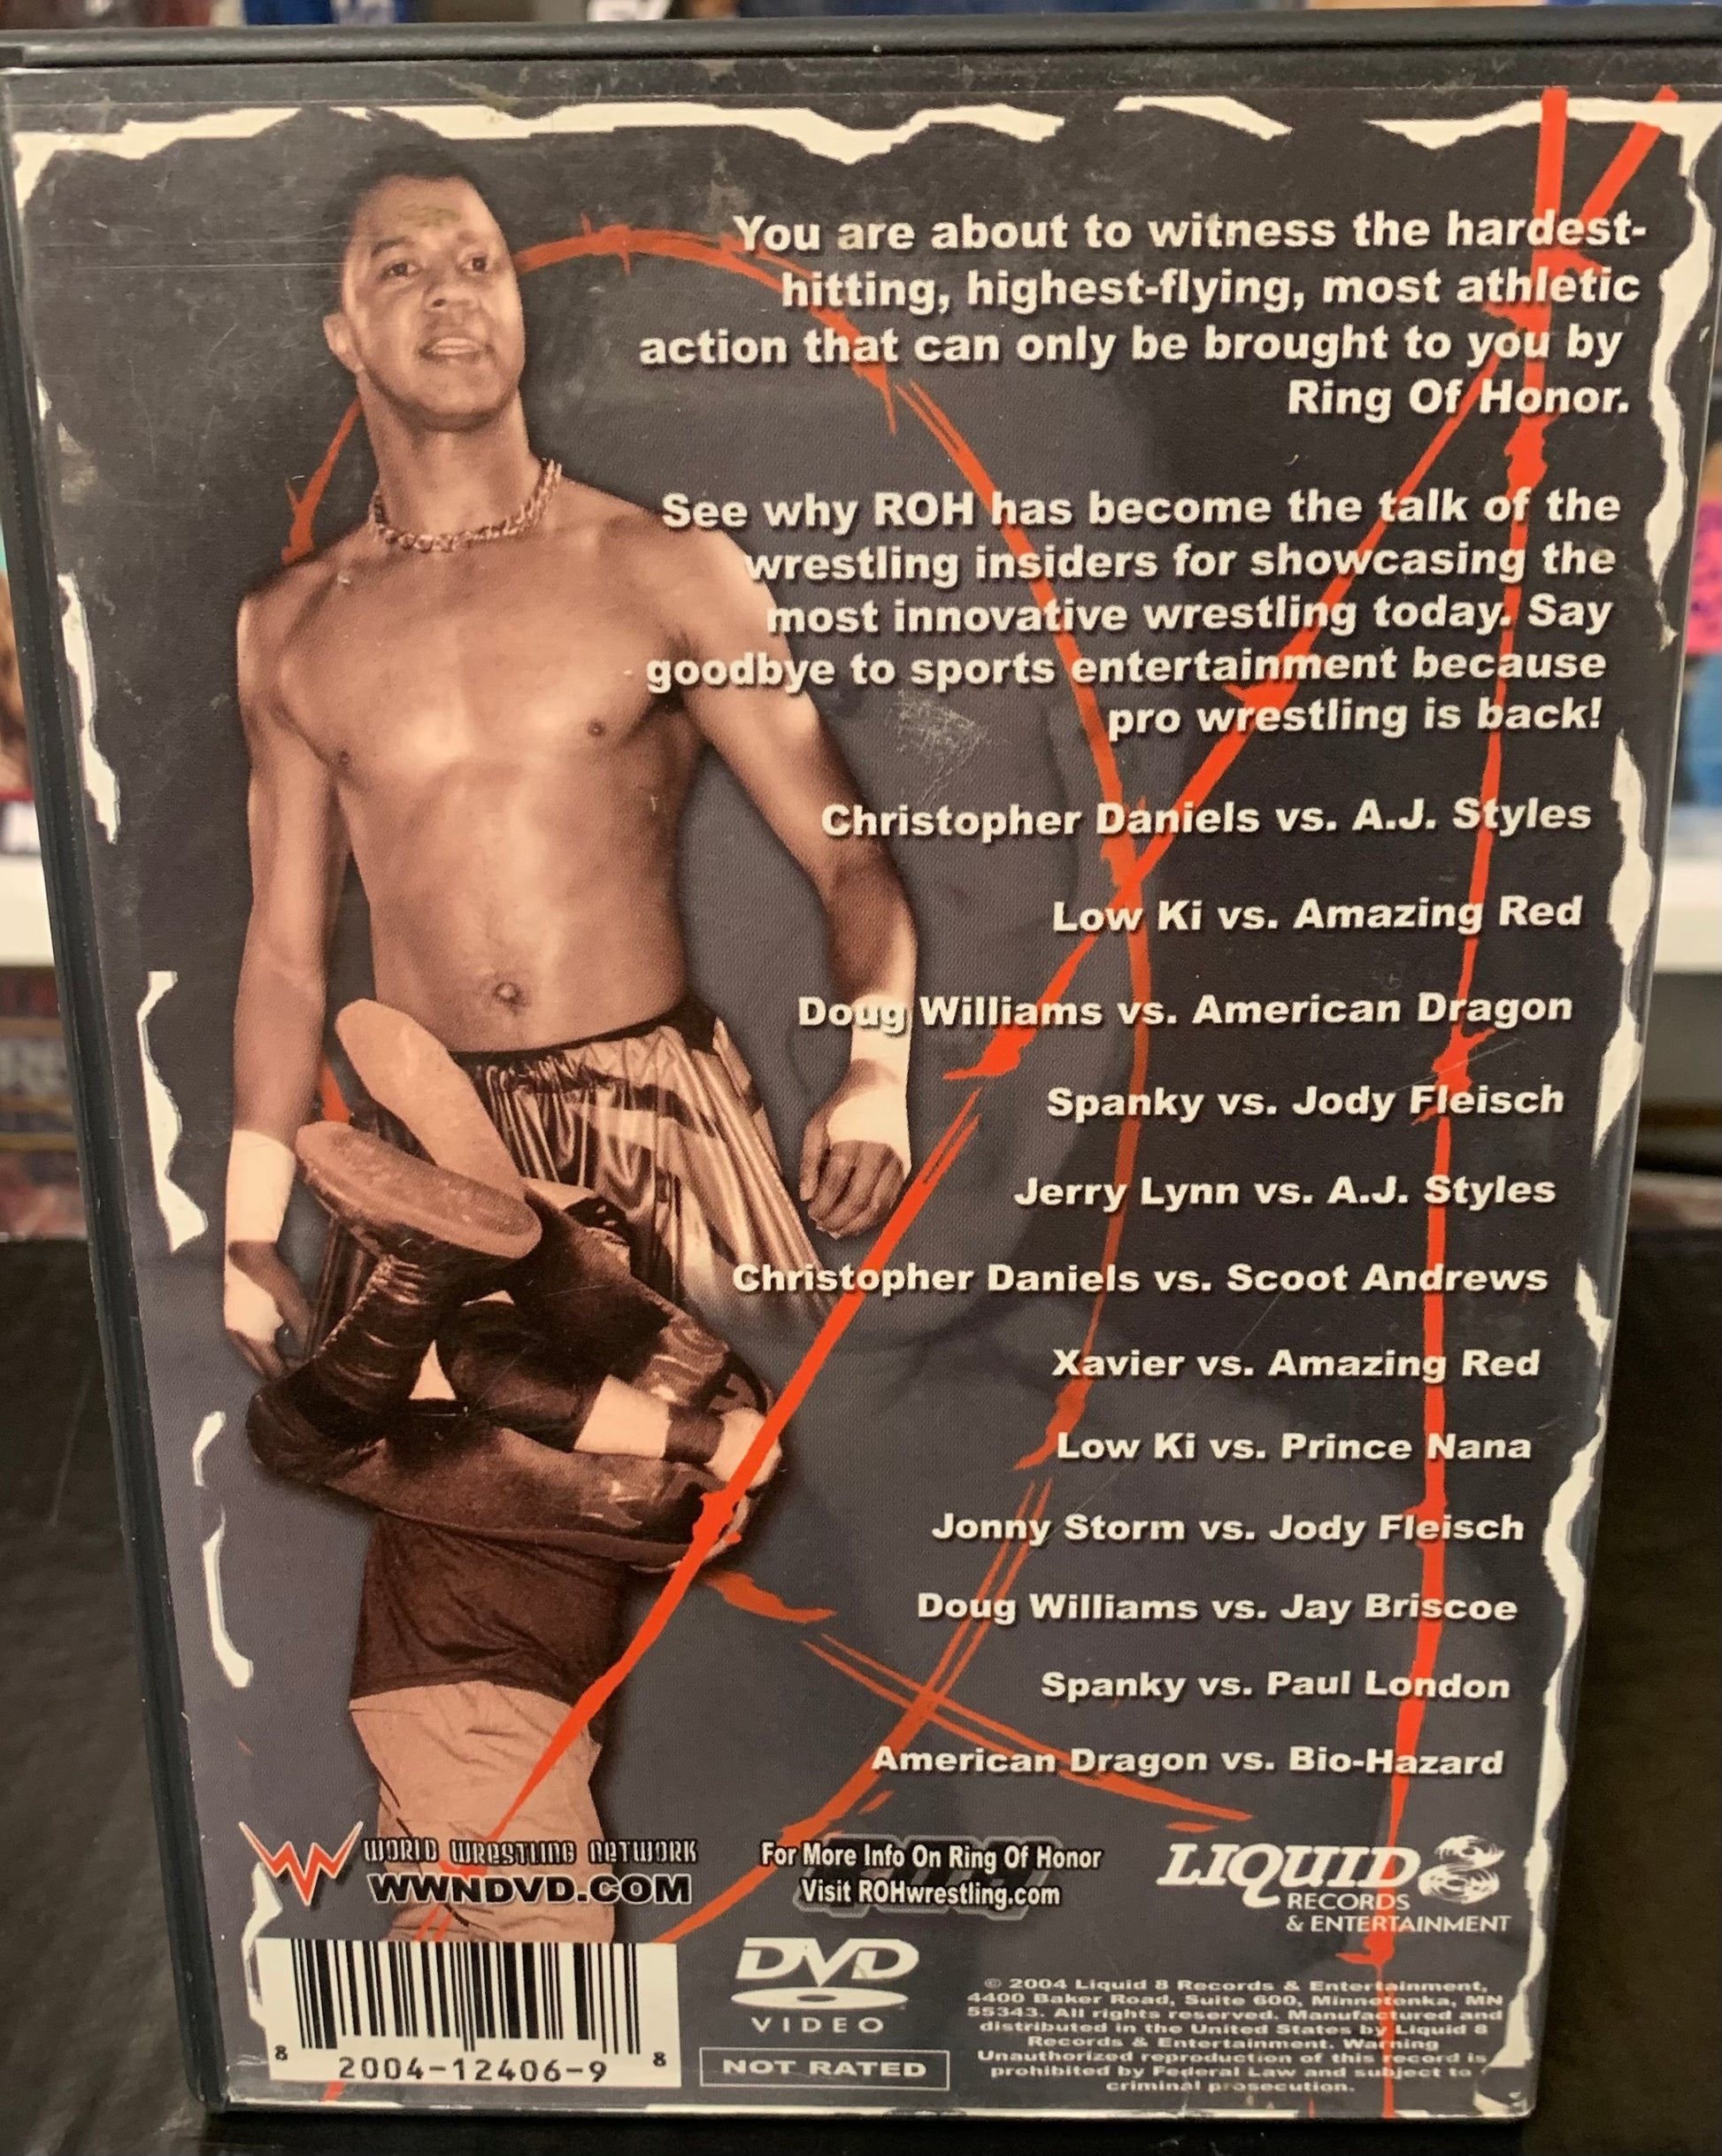 You are about to witness the hardest-
hitting, highest-flying, most athletic
action that can only be brought to you by
Ring Of Honor.
See why ROH has become the talk of the
wrestling insiders for showcasing the
most innovative wrestling today. Say
goodbye to sports entertainment because
pro wrestling is back!
Christopher Daniels vs. A.J. Styles
Low Ki vs. Amazing Red
Doug Williams vs. American Dragon
Spanky vs. Jody Fleisch
Jerry Lynn vs. A.J. Styles
Christopher Daniels vs. Scoot Andrews
Xavier vs. Amazing Red
Low Ki vs. Prince Nana
Jonny Storm vs. Jody Fleisch
Doug Williams vs. Jay Briscoe
Spanky vs. Paul London
American Dragon vs. Bio-Hazard
WORLD WRESTLING NETWORK
WWNDVD.COM
For More Info On Ring Of Honor
Visit ROHwrestling.com
LIQUID 8
RECORDS
& ENTERTAINMENT
8 2004-12406-9 8
DVD
VIDEO
NOT RATED
© 2004 Liquid 8 Records & Entertainment,
4400 Baker Road, Suite 600, Minnetonka, MN
55343. All rights reserved. Manufactured and
distributed in the United States by Liquid 8
Records & Entertainment. Warning
Unauthorized reproduction of this record is
prohibited by Federal Law and subject to
criminal prosecution.